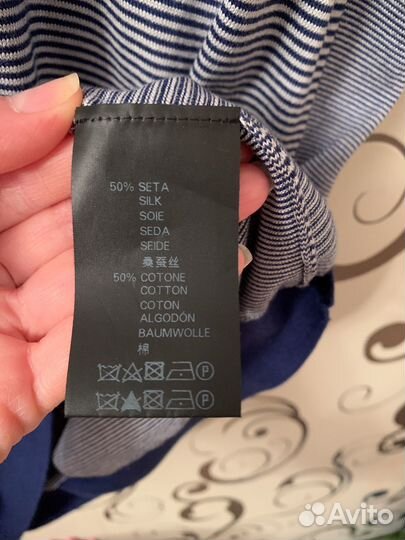 50% SETA
SILK
SOIE
SEDA
SEIDE
桑蚕丝
50% COTONE
COTTON
COTON
ALGODÓN
BAUMWOLLE
棉
P
P
Avito